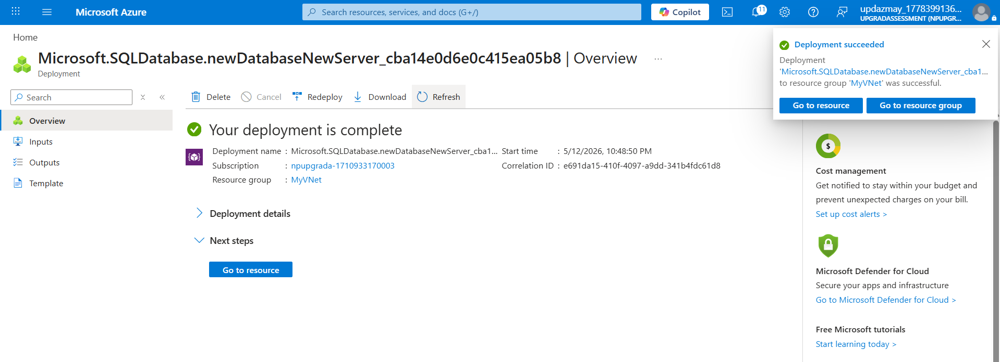 Microsoft Azure
Search resources, services, and docs (G+/)
Copilot
11
updazmay_1778399136...
UPGRADASSESSMENT (NPUPGR...
Home
Microsoft.SQLDatabase.newDatabaseNewServer_cba14e0d6e0c415ea05b8 | Overview ...
Deployment
Deployment succeeded
Deployment
'Microsoft.SQLDatabase.newDatabaseNewServer_cba1...
to resource group 'MyVNet' was successful.
Go to resource
Go to resource group
Search
Overview
Inputs
Outputs
Template
Delete
Cancel
Redeploy
Download
Refresh
Your deployment is complete
Deployment name : Microsoft.SQLDatabase.newDatabaseNewServer_cba1...
Subscription : npupgrada-1710933170003
Resource group : MyVNet
Start time : 5/12/2026, 10:48:50 PM
Correlation ID : e691da15-410f-4097-a9dd-341b4fdc61d8
Deployment details
Next steps
Go to resource
$
Cost management
Get notified to stay within your budget and
prevent unexpected charges on your bill.
Set up cost alerts >
Microsoft Defender for Cloud
Secure your apps and infrastructure
Go to Microsoft Defender for Cloud >
Free Microsoft tutorials
Start learning today >